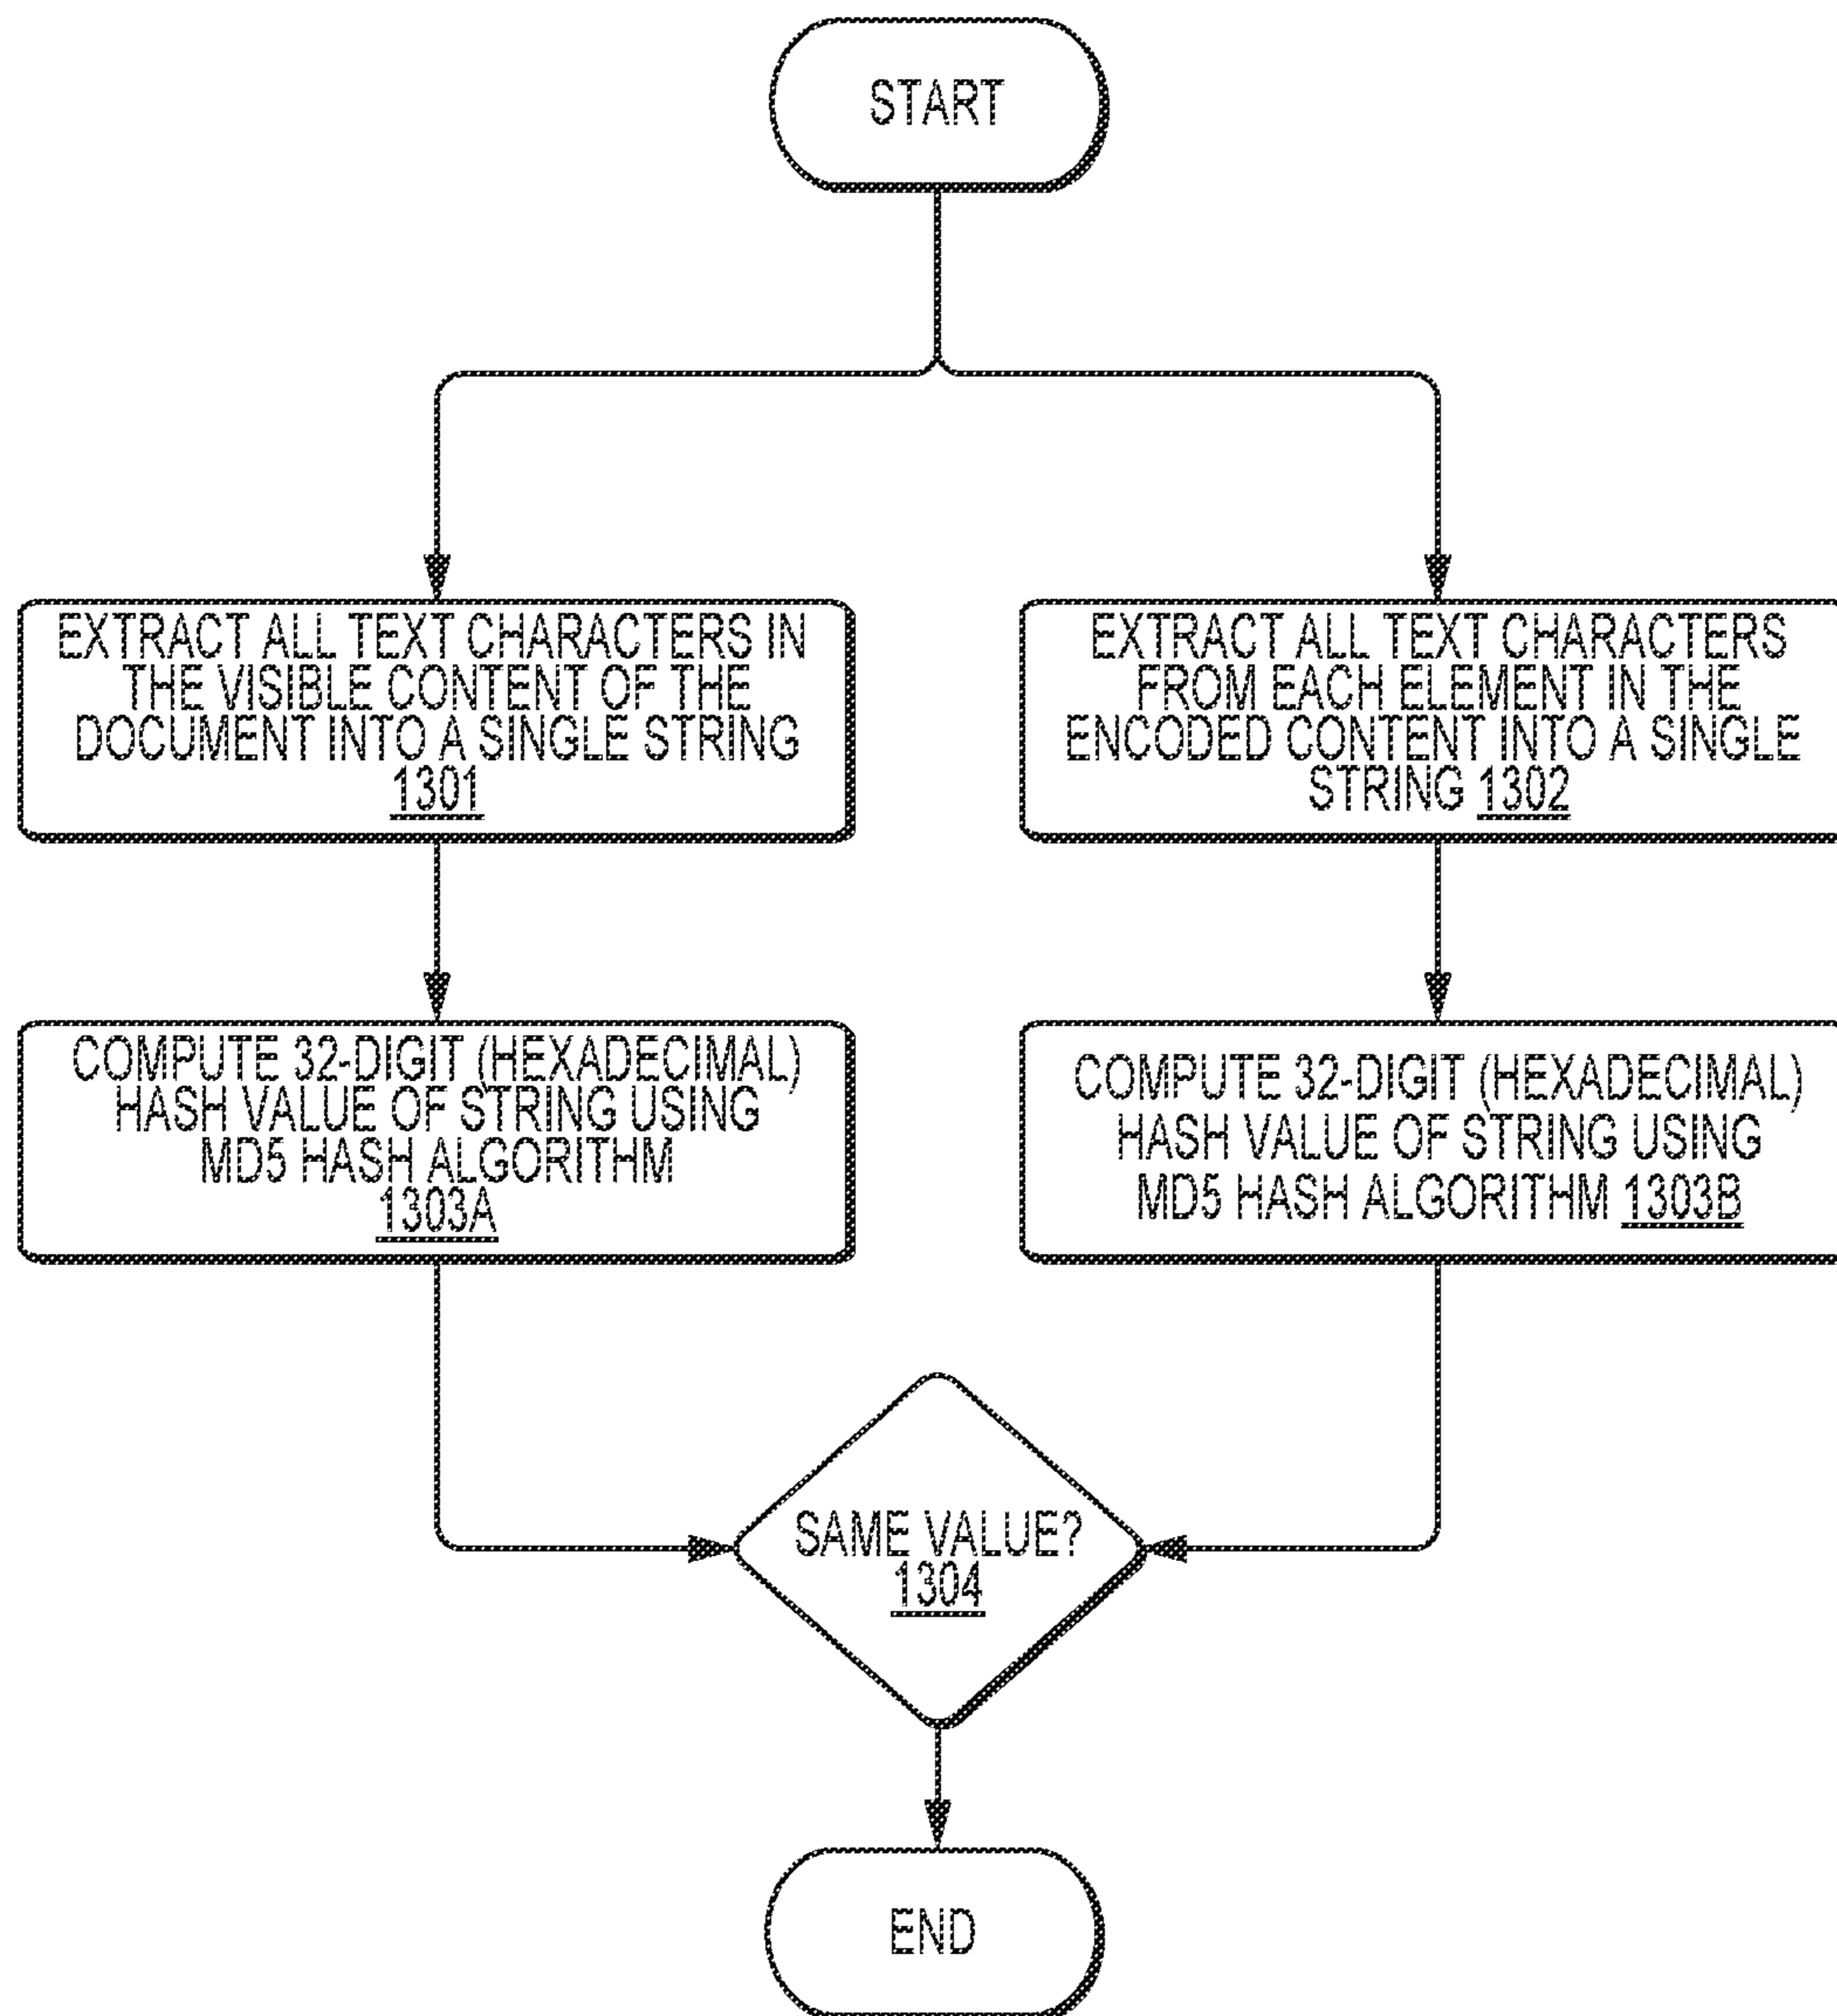 START
EXTRACT ALL TEXT CHARACTERS IN
THE VISIBLE CONTENT OF THE
DOCUMENT INTO A SINGLE STRING
1301
EXTRACT ALL TEXT CHARACTERS
FROM EACH ELEMENT IN THE
ENCODED CONTENT INTO A SINGLE
STRING 1302
COMPUTE 32-DIGIT (HEXADECIMAL)
HASH VALUE OF STRING USING
MD5 HASH ALGORITHM
1303A
COMPUTE 32-DIGIT (HEXADECIMAL)
HASH VALUE OF STRING USING
MD5 HASH ALGORITHM 1303B
SAME VALUE?
1304
END